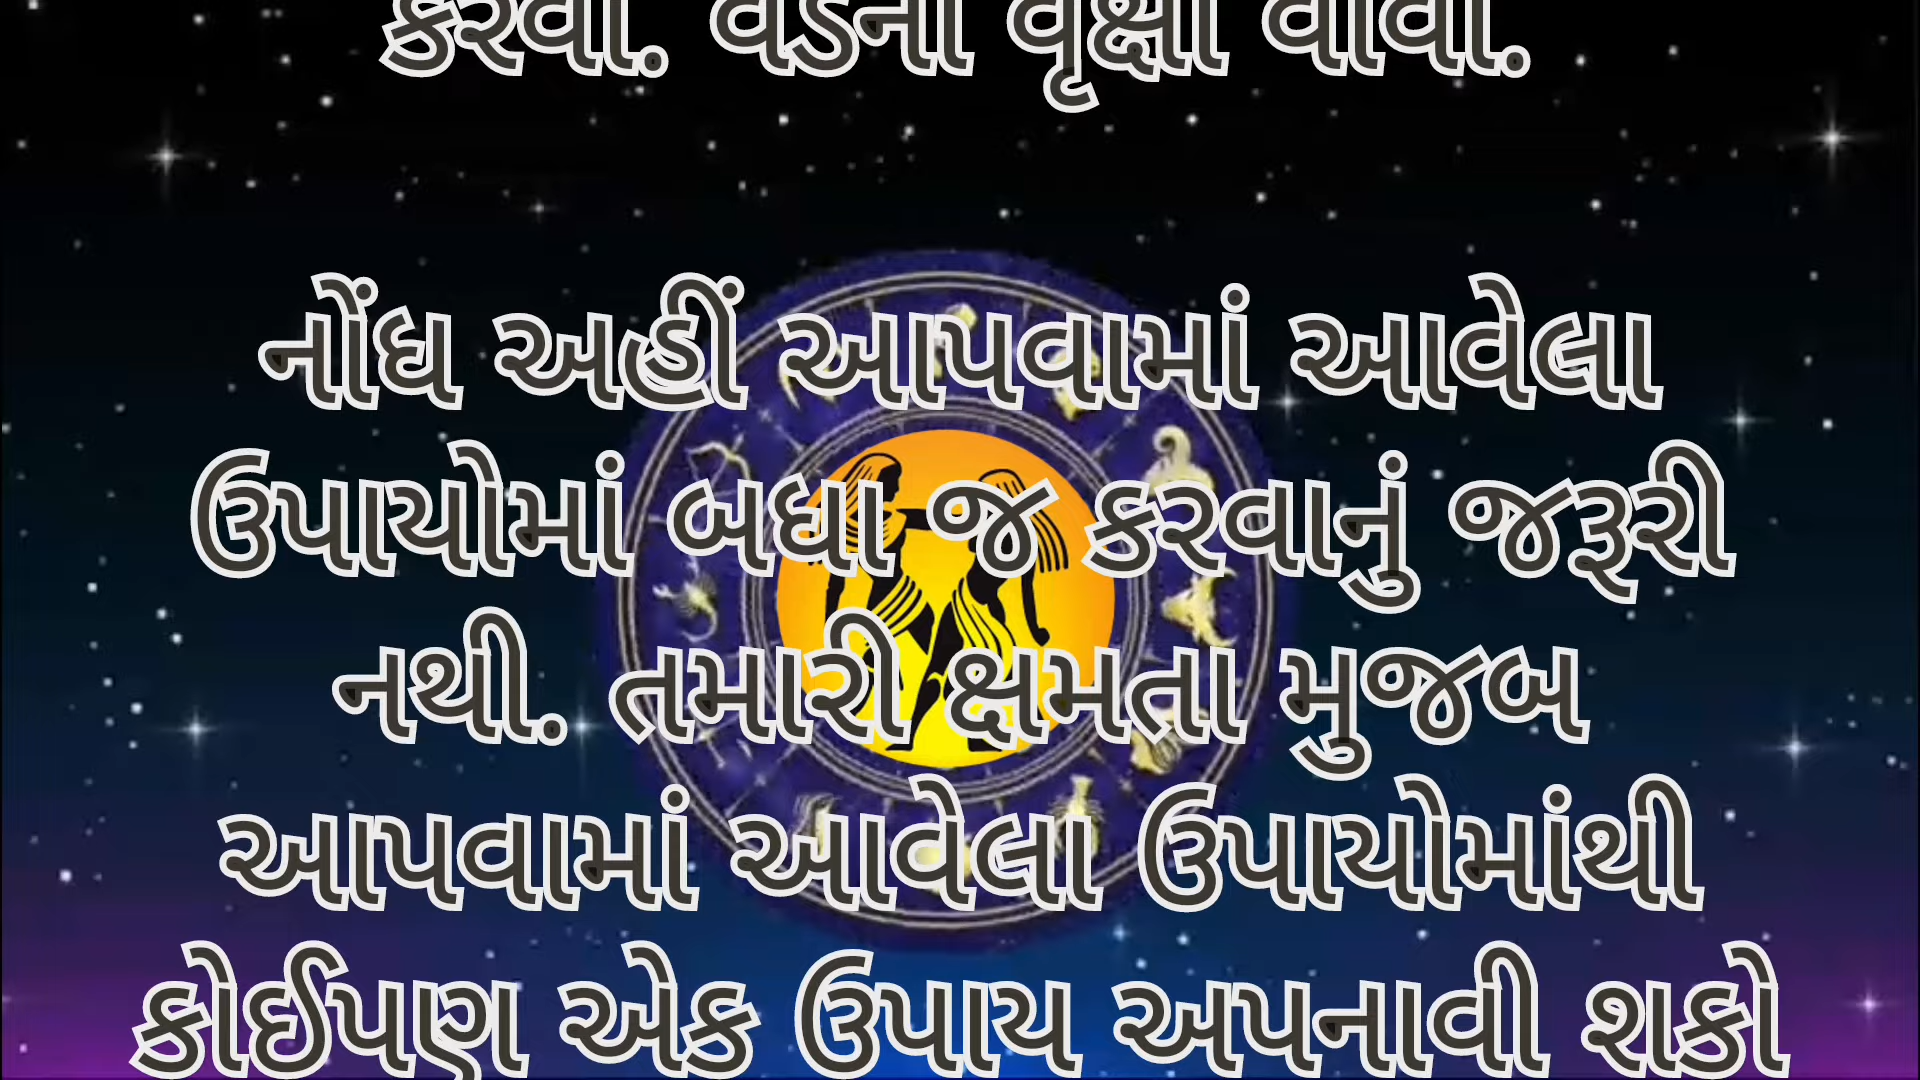 કરવા. વડના વૃક્ષો વાવવા.
નોંધ અહીં આપવામાં આવેલા
ઉપાયોમાં બધા જ કરવાનું જરૂરી
નથી. તમારી ક્ષમતા મુજબ
આપવામાં આવેલા ઉપાયોમાંથી
કોઈપણ એક ઉપાય અપનાવી શકો